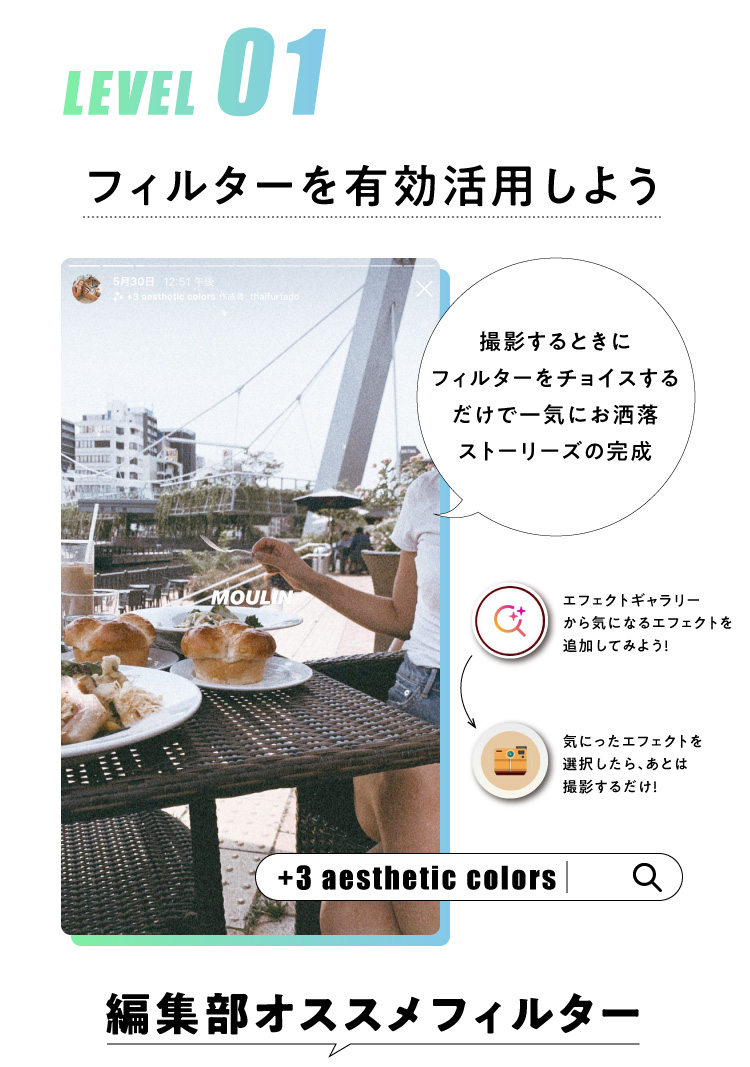 LEVEL 01
フィルターを有効活用しよう
5月30日 12:51 午後
+3 aesthetic colors 作成者: thaifurtado
撮影するときに
フィルターをチョイスする
だけで一気にお洒落
ストーリーズの完成
MOULIN
エフェクトギャラリー
から気になるエフェクトを
追加してみよう!
気にったエフェクトを
選択したら、あとは
撮影するだけ!
+3 aesthetic colors
編集部オススメフィルター